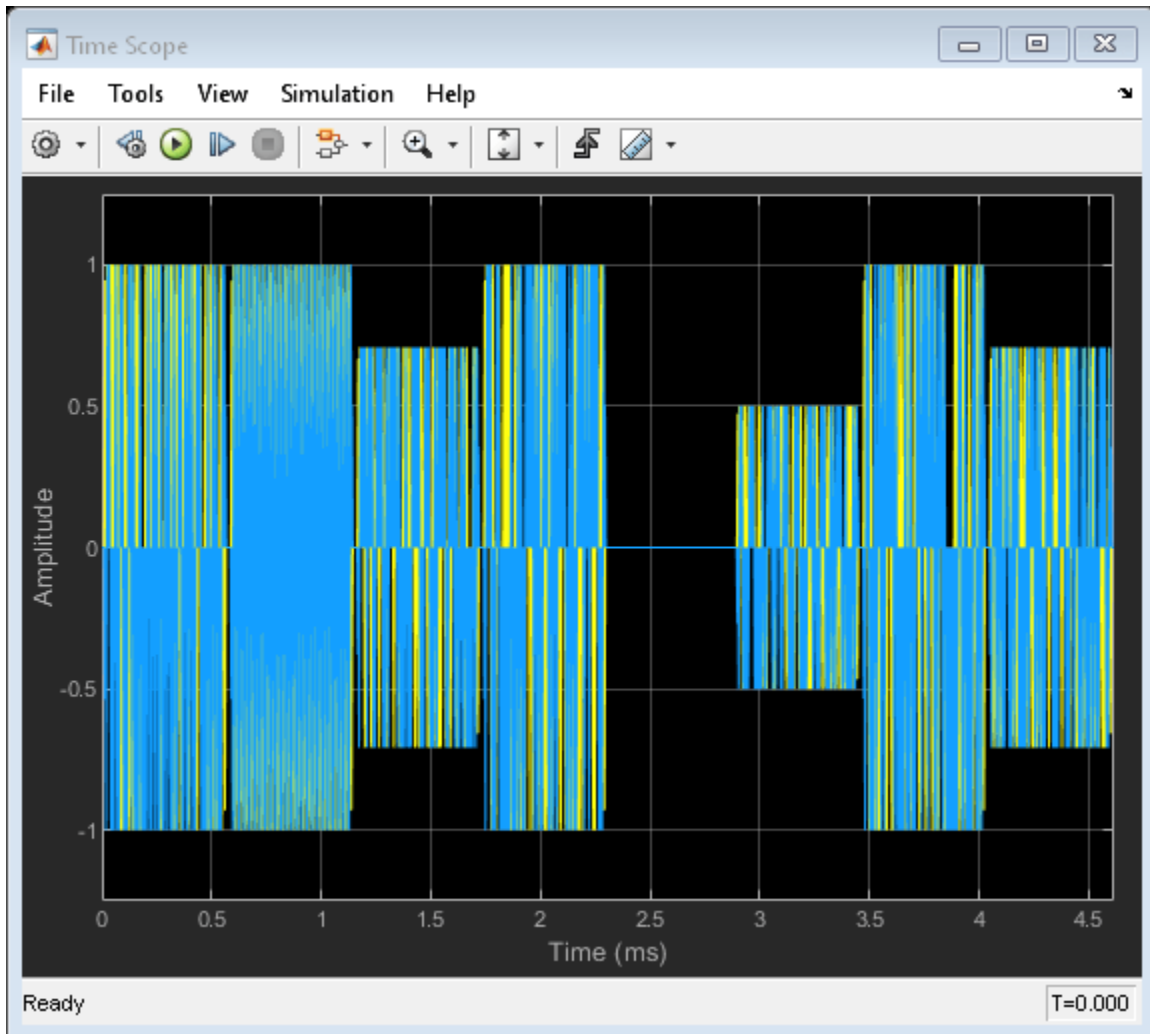 Time Scope
File Tools View Simulation Help
1
0.5
0
-0.5
-1
Amplitude
0 0.5 1 1.5 2 2.5 3 3.5 4 4.5
Time (ms)
Ready T=0.000